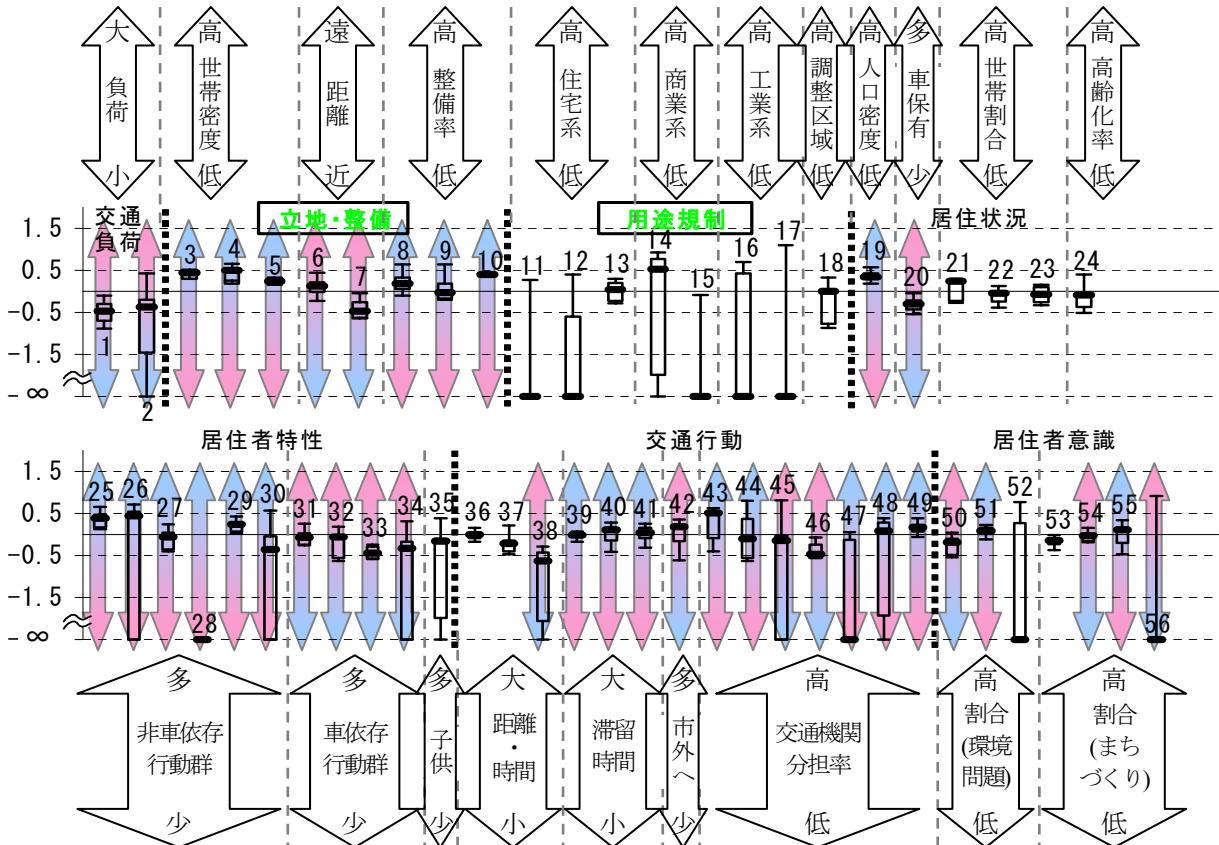 大 高 遠 高 高 高 高 高 高 多 高 高
負荷 世帯密度 距離 整備率 住宅系 商業系 工業系 調整区域 人口密度 車保有 世帯割合 高齢化率
小 低 近 低 低 低 低 低 低 少 低 低
交通負荷 立地・整備 用途規制 居住状況
1.5
0.5
-0.5
-1.5
-∞
1 2 3 4 5 6 7 8 9 10 11 12 13 14 15 16 17 18 19 20 21 22 23 24
居住者特性 交通行動 居住者意識
1.5
0.5
-0.5
-1.5
-∞
25 26 27 28 29 30 31 32 33 34 35 36 37 38 39 40 41 42 43 44 45 46 47 48 49 50 51 52 53 54 55 56
多 多 多 大 大 多 高 高 高
非車依存
行動群
車依存
行動群
子供
距離
・
時間
滞留
時間
市外へ
交通機関
分担率
割合
(環境
問題)
割合
(まち
づくり)
少 少 少 小 小 少 低 低 低